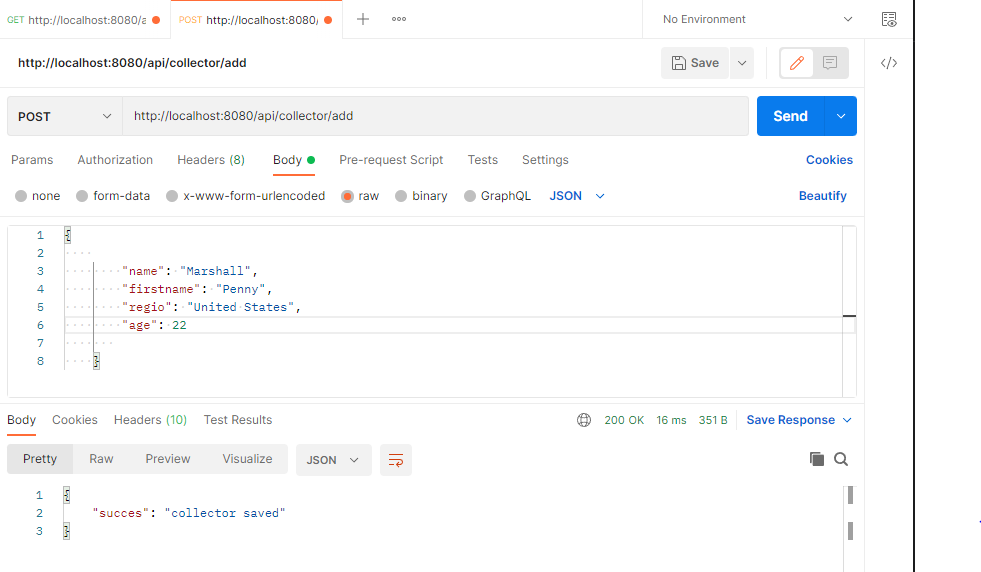 GET http://localhost:8080/a POST http://localhost:8080/ No Environment
http://localhost:8080/api/collector/add Save
POST http://localhost:8080/api/collector/add Send
Params Authorization Headers (8) Body Pre-request Script Tests Settings Cookies
none form-data x-www-form-urlencoded raw binary GraphQL JSON Beautify
1 {
2
3 "name": "Marshall",
4 "firstname": "Penny",
5 "regio": "United States",
6 "age": 22
7
8 }
Body Cookies Headers (10) Test Results 200 OK 16 ms 351 B Save Response
Pretty Raw Preview Visualize JSON
1 {
2 "succes": "collector saved"
3 }